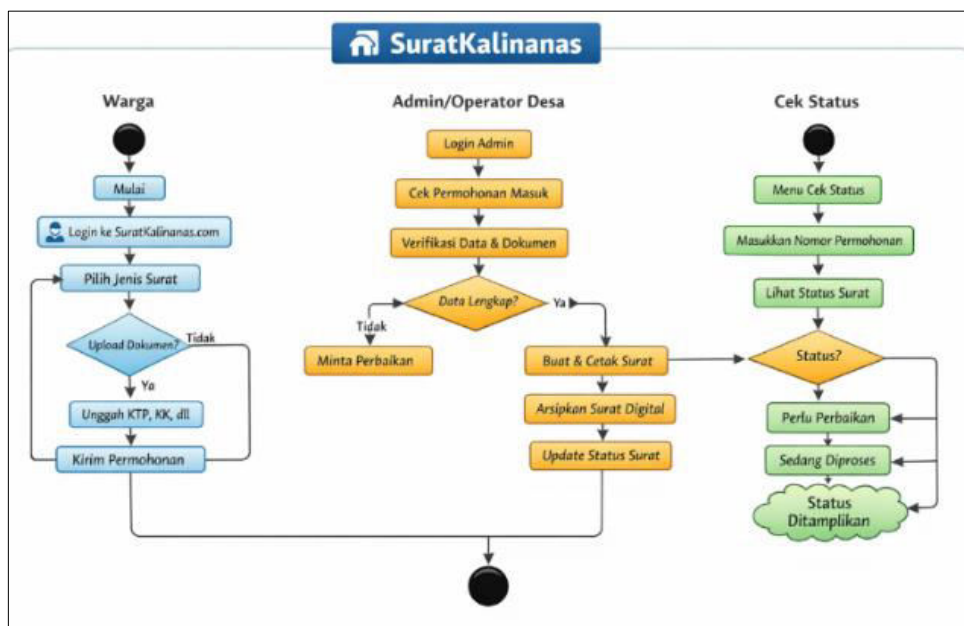 SuratKalinanas
Warga
Mulai
Login ke SuratKalinanas.com
Pilih Jenis Surat
Upload Dokumen?
Tidak
Ya
Unggah KTP, KK, dll
Kirim Permohonan
Admin/Operator Desa
Login Admin
Cek Permohonan Masuk
Verifikasi Data & Dokumen
Data Lengkap?
Ya
Tidak
Minta Perbaikan
Buat & Cetak Surat
Arsipkan Surat Digital
Update Status Surat
Cek Status
Menu Cek Status
Masukkan Nomor Permohonan
Lihat Status Surat
Status?
Perlu Perbaikan
Sedang Diproses
Status
Ditamplikan